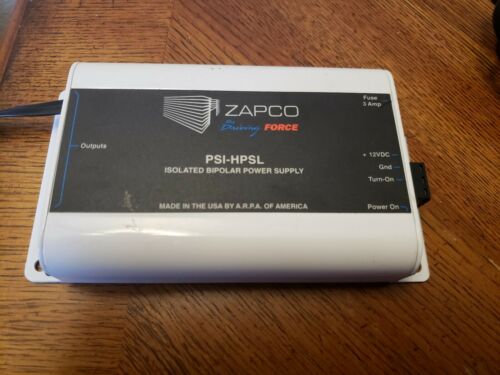 ZAPCO
the Driving FORCE
PSI-HPSL
ISOLATED BIPOLAR POWER SUPPLY
MADE IN THE USA BY A.R.P.A. OF AMERICA
Outputs
Fuse
3 Amp
+ 12VDC
Gnd
Turn-On
Power On